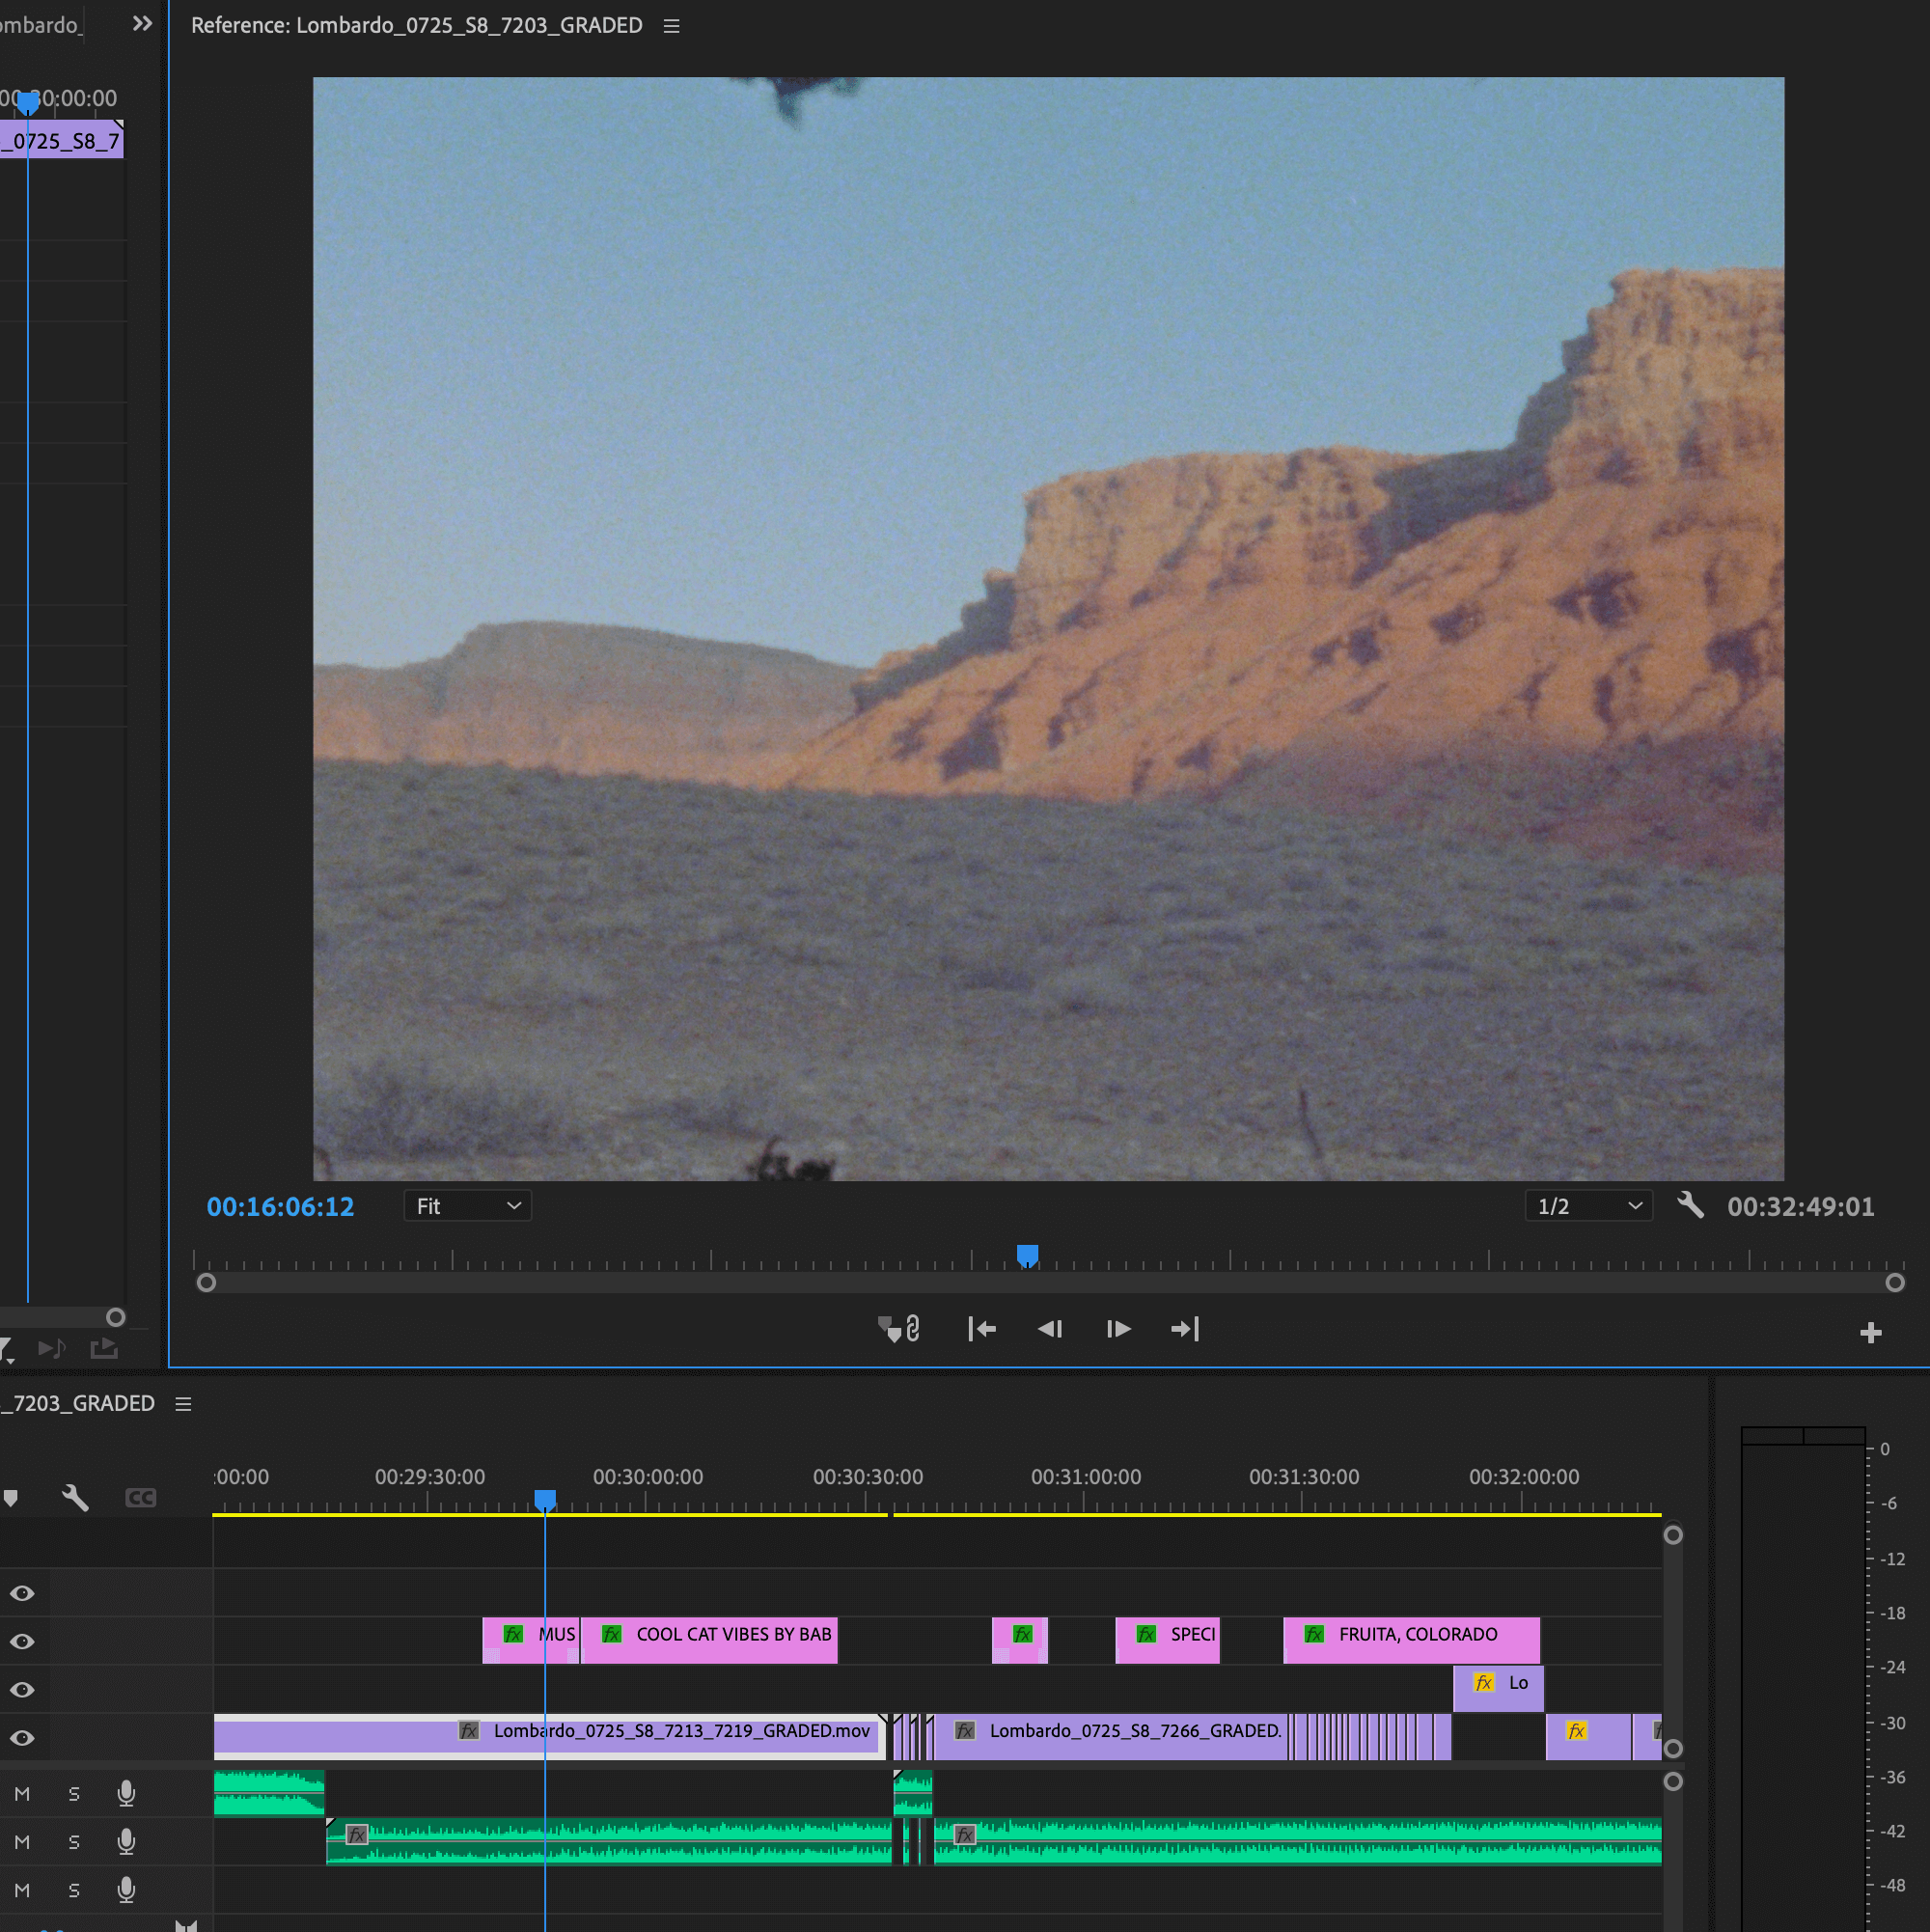 ombardo_
Reference: Lombardo_0725_S8_7203_GRADED
00:30:00:00
_0725_S8_7
00:16:06:12
Fit
1/2
00:32:49:01
_7203_GRADED
:00:00
00:29:30:00
00:30:00:00
00:30:30:00
00:31:00:00
00:31:30:00
00:32:00:00
CC
fx MUS
fx COOL CAT VIBES BY BAB
fx
fx SPECI
fx FRUITA, COLORADO
fx Lo
fx Lombardo_0725_S8_7213_7219_GRADED.mov
fx Lombardo_0725_S8_7266_GRADED.
fx
M S
M S
fx
fx
M S
0
-6
-12
-18
-24
-30
-36
-42
-48